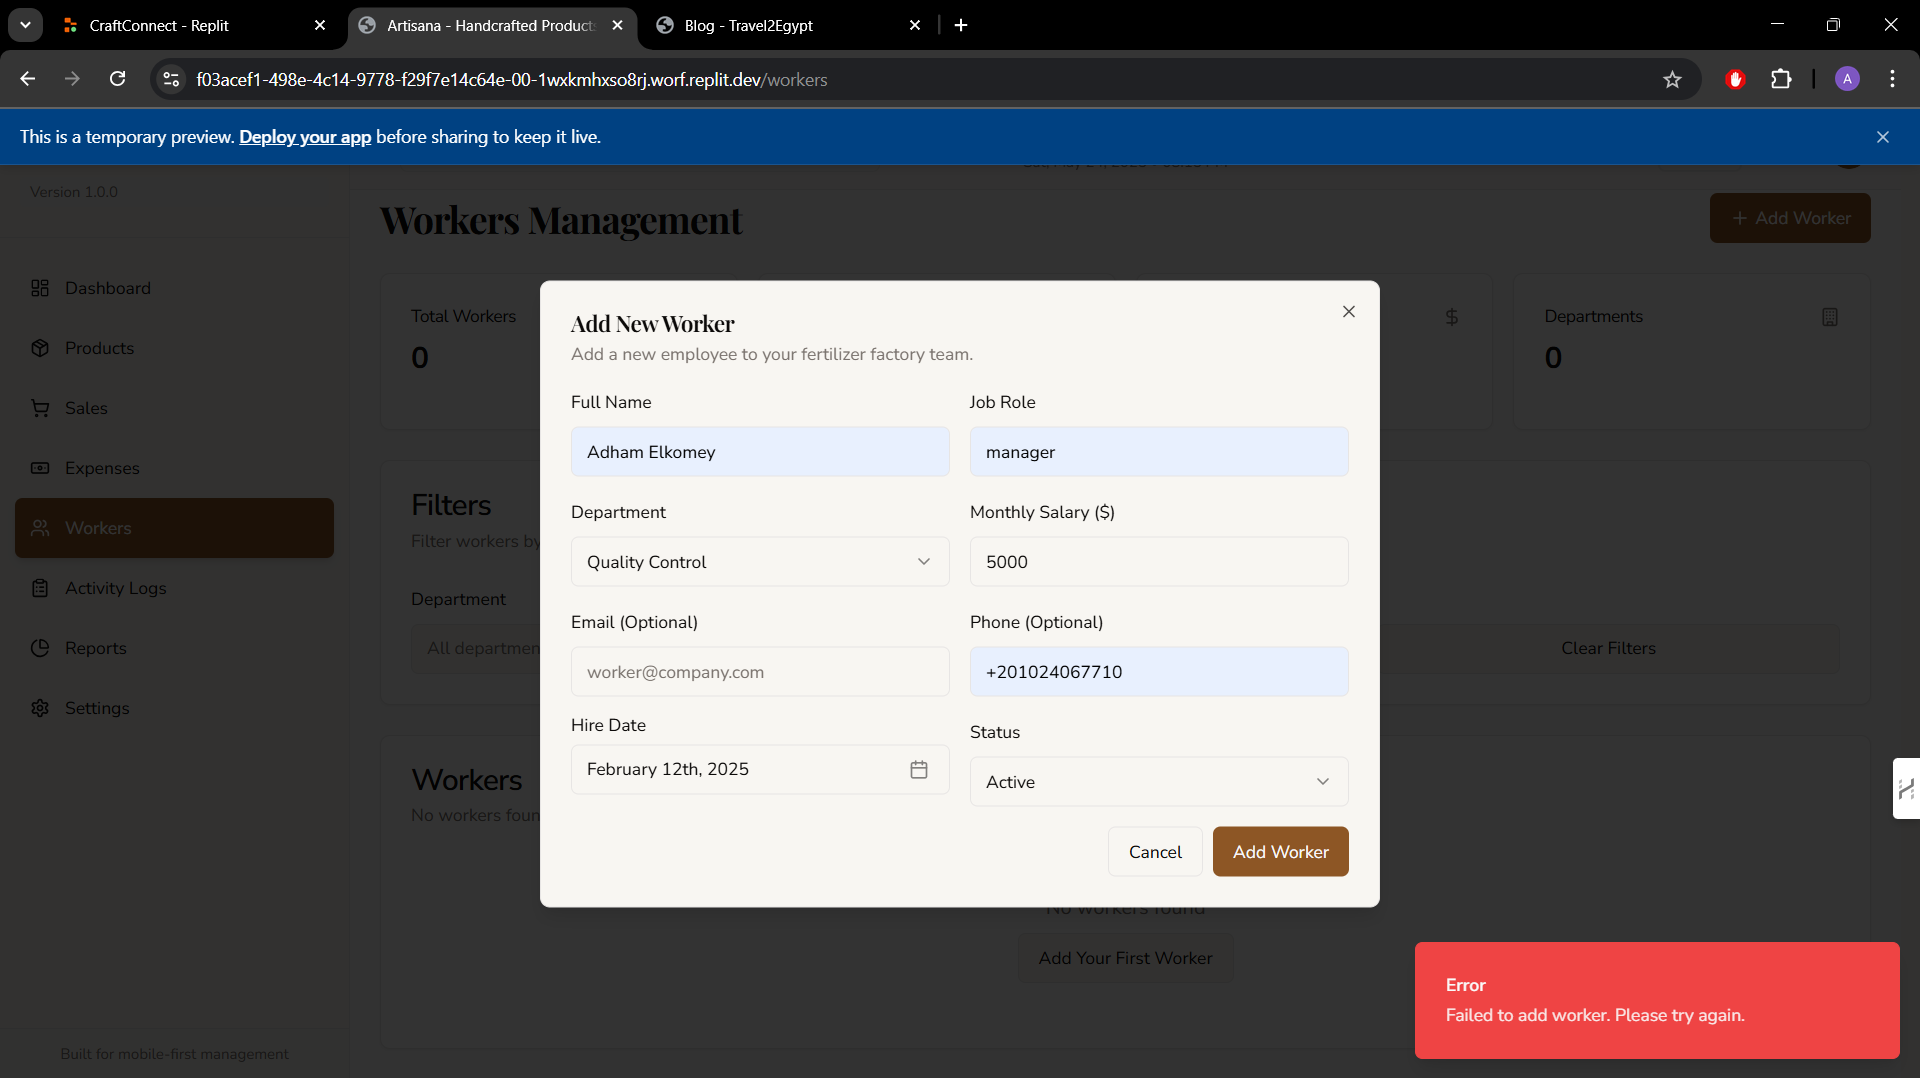 CraftConnect - Replit
Artisana - Handcrafted Products
Blog - Travel2Egypt
f03acef1-498e-4c14-9778-f29f7e14c64e-00-1wxkmhxso8rj.worf.replit.dev/workers
A
This is a temporary preview. Deploy your app before sharing to keep it live.
Version 1.0.0
Workers Management
+ Add Worker
Dashboard
Products
Sales
Expenses
Workers
Activity Logs
Reports
Settings
Built for mobile-first management
Total Workers
0
$
Departments
0
Filters
Filter workers by
Department
All departmen
Clear Filters
Workers
No workers foun
Add New Worker
Add a new employee to your fertilizer factory team.
Full Name
Adham Elkomey
Job Role
manager
Department
Quality Control
Monthly Salary ($)
5000
Email (Optional)
worker@company.com
Phone (Optional)
+201024067710
Hire Date
February 12th, 2025
Status
Active
Cancel
Add Worker
No workers found
Add Your First Worker
Error
Failed to add worker. Please try again.